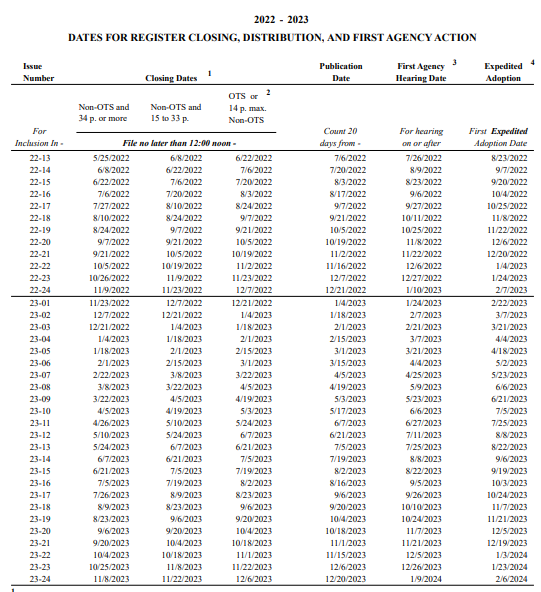 2022 - 2023
DATES FOR REGISTER CLOSING, DISTRIBUTION, AND FIRST AGENCY ACTION
Issue Number Closing Dates 1 Publication Date First Agency Hearing Date 3 Expedited Adoption 4
Non-OTS and 34 p. or more Non-OTS and 15 to 33 p. OTS or 2 14 p. max. Non-OTS
For Inclusion In - File no later than 12:00 noon - Count 20 days from - For hearing on or after First Expedited Adoption Date
22-13 5/25/2022 6/8/2022 6/22/2022 7/6/2022 7/26/2022 8/23/2022
22-14 6/8/2022 6/22/2022 7/6/2022 7/20/2022 8/9/2022 9/7/2022
22-15 6/22/2022 7/6/2022 7/20/2022 8/3/2022 8/23/2022 9/20/2022
22-16 7/6/2022 7/20/2022 8/3/2022 8/17/2022 9/6/2022 10/4/2022
22-17 7/27/2022 8/10/2022 8/24/2022 9/7/2022 9/27/2022 10/25/2022
22-18 8/10/2022 8/24/2022 9/7/2022 9/21/2022 10/11/2022 11/8/2022
22-19 8/24/2022 9/7/2022 9/21/2022 10/5/2022 10/25/2022 11/22/2022
22-20 9/7/2022 9/21/2022 10/5/2022 10/19/2022 11/8/2022 12/6/2022
22-21 9/21/2022 10/5/2022 10/19/2022 11/2/2022 11/22/2022 12/20/2022
22-22 10/5/2022 10/19/2022 11/2/2022 11/16/2022 12/6/2022 1/4/2023
22-23 10/26/2022 11/9/2022 11/23/2022 12/7/2022 12/27/2022 1/24/2023
22-24 11/9/2022 11/23/2022 12/7/2022 12/21/2022 1/10/2023 2/7/2023
23-01 11/23/2022 12/7/2022 12/21/2022 1/4/2023 1/24/2023 2/22/2023
23-02 12/7/2022 12/21/2022 1/4/2023 1/18/2023 2/7/2023 3/7/2023
23-03 12/21/2022 1/4/2023 1/18/2023 2/1/2023 2/21/2023 3/21/2023
23-04 1/4/2023 1/18/2023 2/1/2023 2/15/2023 3/7/2023 4/4/2023
23-05 1/18/2023 2/1/2023 2/15/2023 3/1/2023 3/21/2023 4/18/2023
23-06 2/1/2023 2/15/2023 3/1/2023 3/15/2023 4/4/2023 5/2/2023
23-07 2/22/2023 3/8/2023 3/22/2023 4/5/2023 4/25/2023 5/23/2023
23-08 3/8/2023 3/22/2023 4/5/2023 4/19/2023 5/9/2023 6/6/2023
23-09 3/22/2023 4/5/2023 4/19/2023 5/3/2023 5/23/2023 6/21/2023
23-10 4/5/2023 4/19/2023 5/3/2023 5/17/2023 6/6/2023 7/5/2023
23-11 4/26/2023 5/10/2023 5/24/2023 6/7/2023 6/27/2023 7/25/2023
23-12 5/10/2023 5/24/2023 6/7/2023 6/21/2023 7/11/2023 8/8/2023
23-13 5/24/2023 6/7/2023 6/21/2023 7/5/2023 7/25/2023 8/22/2023
23-14 6/7/2023 6/21/2023 7/5/2023 7/19/2023 8/8/2023 9/6/2023
23-15 6/21/2023 7/5/2023 7/19/2023 8/2/2023 8/22/2023 9/19/2023
23-16 7/5/2023 7/19/2023 8/2/2023 8/16/2023 9/5/2023 10/3/2023
23-17 7/26/2023 8/9/2023 8/23/2023 9/6/2023 9/26/2023 10/24/2023
23-18 8/9/2023 8/23/2023 9/6/2023 9/20/2023 10/10/2023 11/7/2023
23-19 8/23/2023 9/6/2023 9/20/2023 10/4/2023 10/24/2023 11/21/2023
23-20 9/6/2023 9/20/2023 10/4/2023 10/18/2023 11/7/2023 12/5/2023
23-21 9/20/2023 10/4/2023 10/18/2023 11/1/2023 11/21/2023 12/19/2023
23-22 10/4/2023 10/18/2023 11/1/2023 11/15/2023 12/5/2023 1/3/2024
23-23 10/25/2023 11/8/2023 11/22/2023 12/6/2023 12/26/2023 1/23/2024
23-24 11/8/2023 11/22/2023 12/6/2023 12/20/2023 1/9/2024 2/6/2024